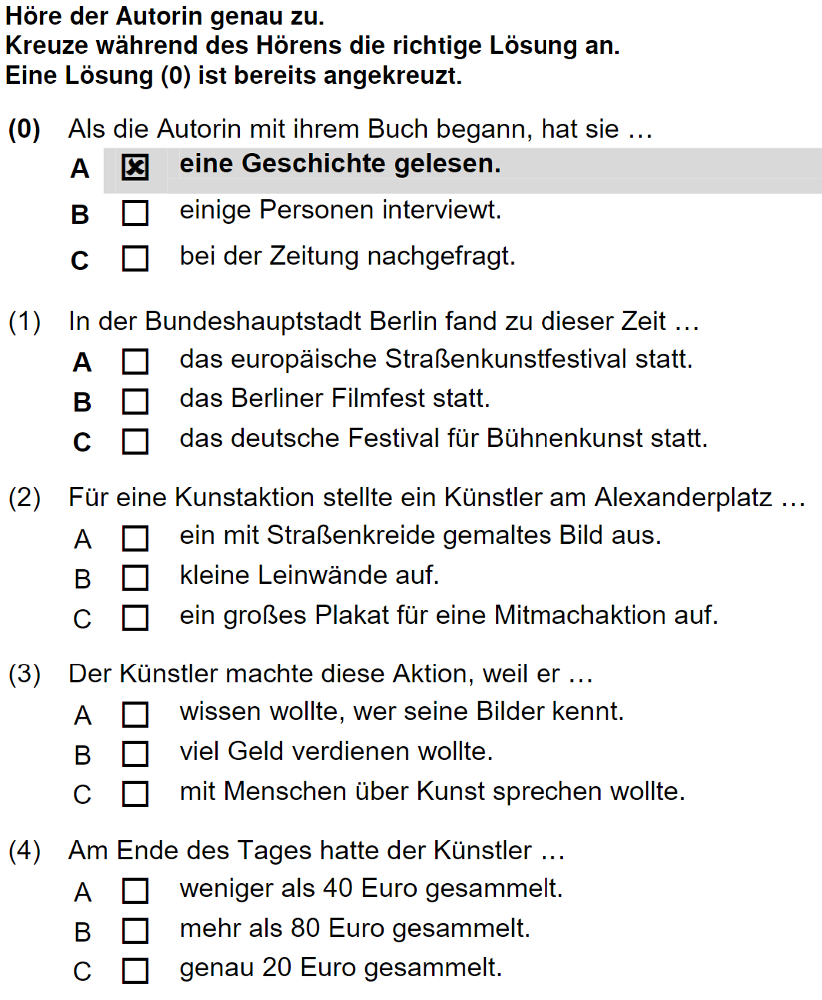 Höre der Autorin genau zu.
Kreuze während des Hörens die richtige Lösung an.
Eine Lösung (0) ist bereits angekreuzt.
(0) Als die Autorin mit ihrem Buch begann, hat sie …
A eine Geschichte gelesen.
B einige Personen interviewt.
C bei der Zeitung nachgefragt.
(1) In der Bundeshauptstadt Berlin fand zu dieser Zeit …
A das europäische Straßenkunstfestival statt.
B das Berliner Filmfest statt.
C das deutsche Festival für Bühnenkunst statt.
(2) Für eine Kunstaktion stellte ein Künstler am Alexanderplatz …
A ein mit Straßenkreide gemaltes Bild aus.
B kleine Leinwände auf.
C ein großes Plakat für eine Mitmachaktion auf.
(3) Der Künstler machte diese Aktion, weil er …
A wissen wollte, wer seine Bilder kennt.
B viel Geld verdienen wollte.
C mit Menschen über Kunst sprechen wollte.
(4) Am Ende des Tages hatte der Künstler …
A weniger als 40 Euro gesammelt.
B mehr als 80 Euro gesammelt.
C genau 20 Euro gesammelt.